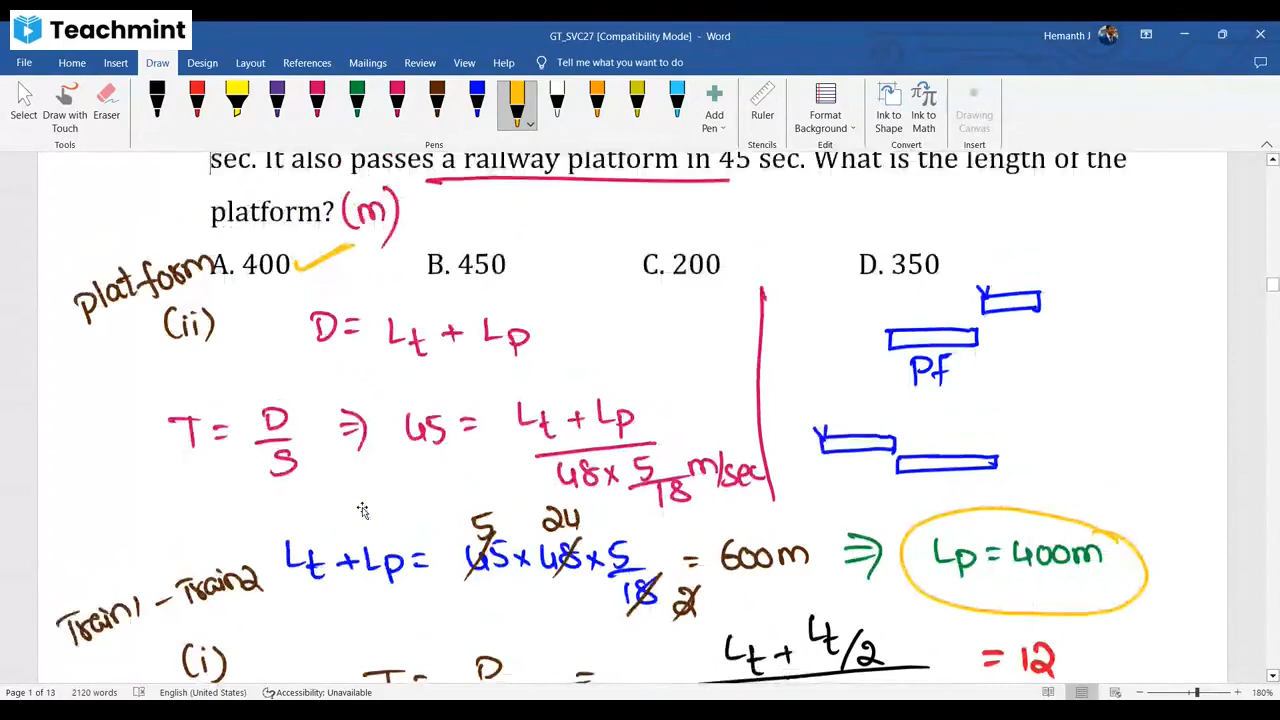 Teachmint
GT_SVC27 [Compatibility Mode] - Word
Hemanth J
File Home Insert Draw Design Layout References Mailings Review View Help Tell me what you want to do
Select
Draw with Touch
Eraser
Add Pen
Ruler
Format Background
Ink to Shape
Ink to Math
Drawing Canvas
Tools Pens Stencils Edit Convert Insert
sec. It also passes a railway platform in 45 sec. What is the length of the
platform? (m)
A. 400 B. 450 C. 200 D. 350
platform
(ii) D = Lt + Lp
Pf
T = D/S ⇒ 45 = Lt + Lp / 48 × 5/18 m/sec
5 24
Lt + Lp = 45 × 48 × 5/18 = 600m ⇒ Lp = 400m
2
Train1 - Train2
(i) T = D = Lt + Lt/2 = 12
Page 1 of 13 2120 words English (United States) Accessibility: Unavailable 180%